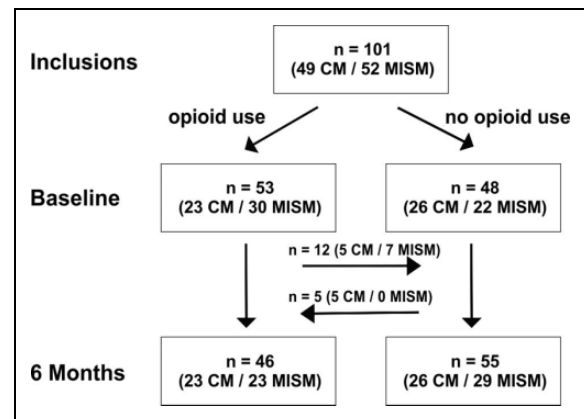 Inclusions
n = 101
(49 CM / 52 MISM)
opioid use
no opioid use
Baseline
n = 53
(23 CM / 30 MISM)
n = 48
(26 CM / 22 MISM)
n = 12 (5 CM / 7 MISM)
n = 5 (5 CM / 0 MISM)
6 Months
n = 46
(23 CM / 23 MISM)
n = 55
(26 CM / 29 MISM)